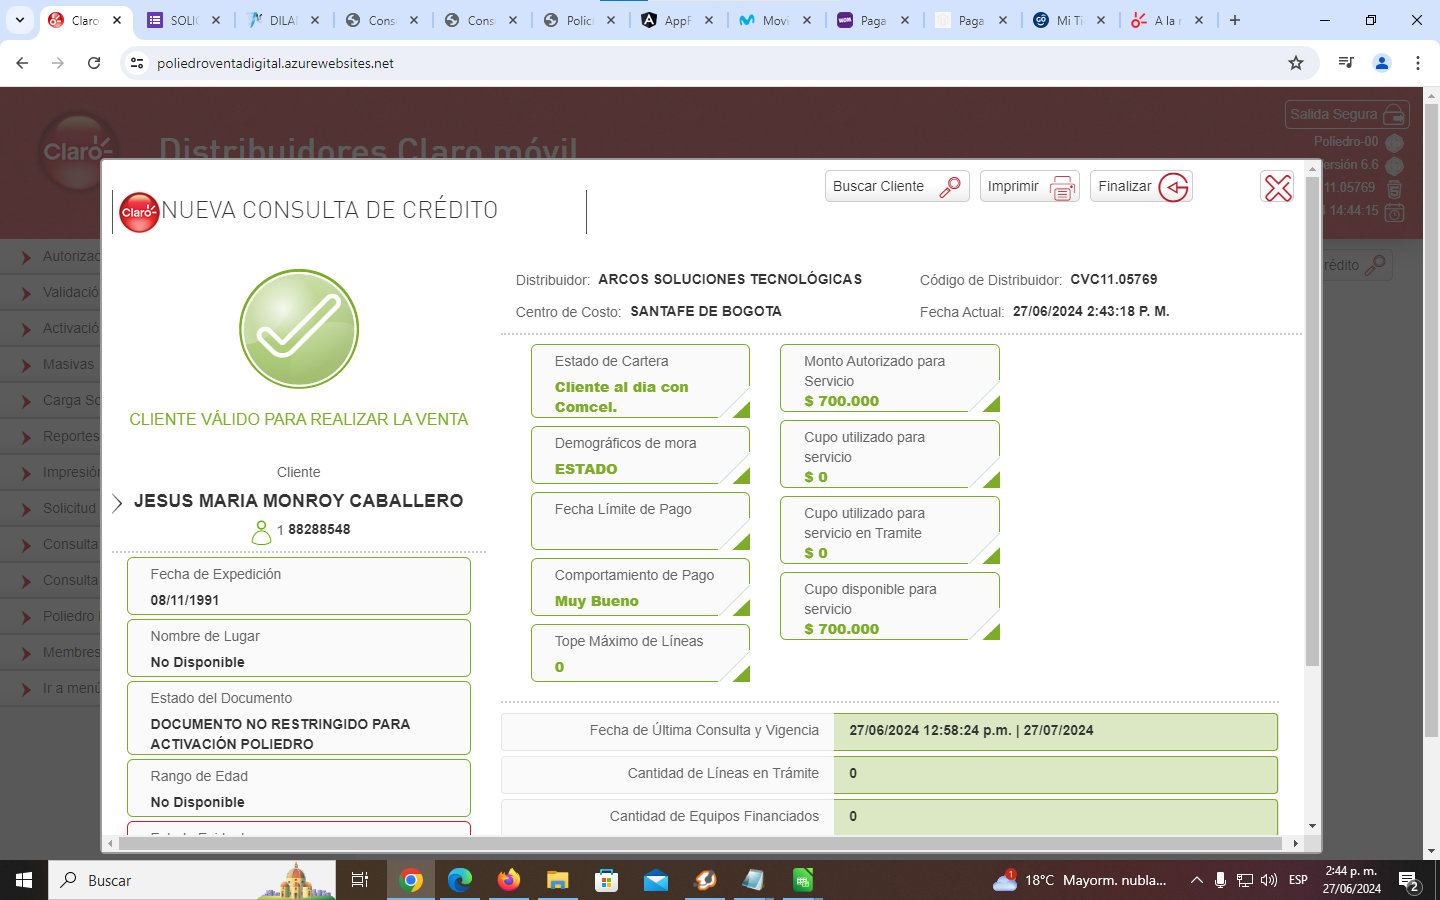 Claro
SOLI
DILA
Cons
Cons
Polici
AppF
Movi
Paga
Paga
Mi Ti
A la r
poliedroventadigital.azurewebsites.net
Claro
Distribuidores Claro móvil
Salida Segura
Poliedro-00
ersión 6.6
11.05769
14:44:15
Autorizac
Validació
Activació
Masivas
Carga So
Reportes
Impresión
Solicitud
Consulta
Consulta
Poliedro
Membres
Ir a menú
rédito
Buscar Cliente
Imprimir
Finalizar
Claro
NUEVA CONSULTA DE CRÉDITO
CLIENTE VÁLIDO PARA REALIZAR LA VENTA
Cliente
JESUS MARIA MONROY CABALLERO
1 88288548
Fecha de Expedición
08/11/1991
Nombre de Lugar
No Disponible
Estado del Documento
DOCUMENTO NO RESTRINGIDO PARA
ACTIVACIÓN POLIEDRO
Rango de Edad
No Disponible
Distribuidor: ARCOS SOLUCIONES TECNOLÓGICAS
Código de Distribuidor: CVC11.05769
Centro de Costo: SANTAFE DE BOGOTA
Fecha Actual: 27/06/2024 2:43:18 P. M.
Estado de Cartera
Cliente al dia con
Comcel.
Demográficos de mora
ESTADO
Fecha Límite de Pago
Comportamiento de Pago
Muy Bueno
Tope Máximo de Líneas
0
Monto Autorizado para
Servicio
$ 700.000
Cupo utilizado para
servicio
$ 0
Cupo utilizado para
servicio en Tramite
$ 0
Cupo disponible para
servicio
$ 700.000
Fecha de Última Consulta y Vigencia
27/06/2024 12:58:24 p.m. | 27/07/2024
Cantidad de Líneas en Trámite
0
Cantidad de Equipos Financiados
0
Buscar
1
18°C Mayorm. nubla...
ESP
2:44 p. m.
27/06/2024
2